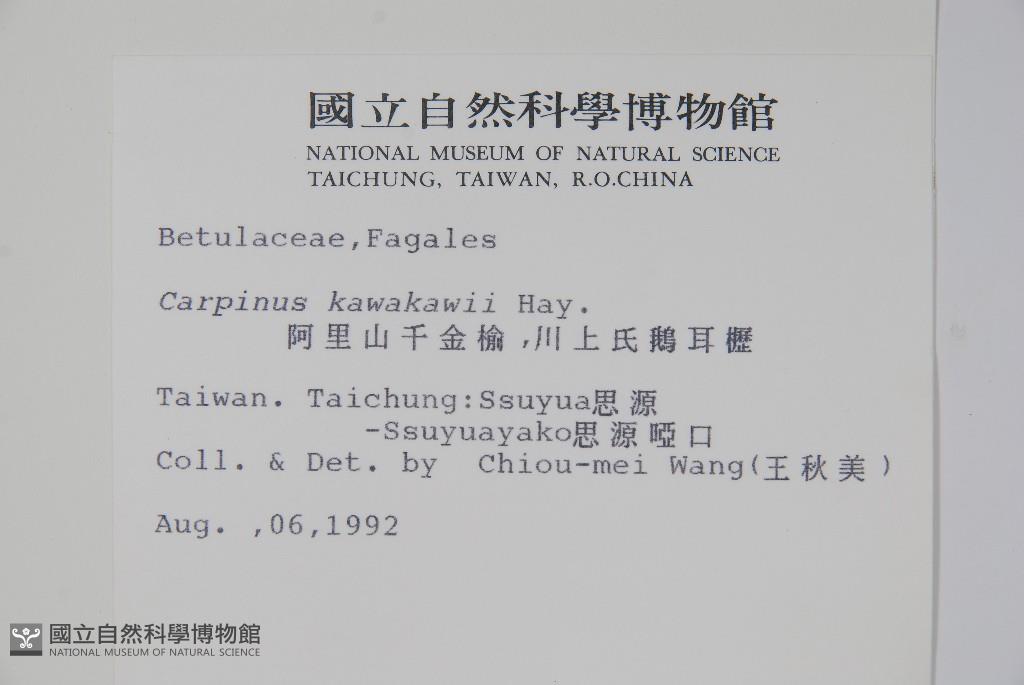 國立自然科學博物館
NATIONAL MUSEUM OF NATURAL SCIENCE
TAICHUNG, TAIWAN, R.O.CHINA
Betulaceae,Fagales
Carpinus kawakawii Hay.
阿里山千金榆,川上氏鵝耳櫪
Taiwan. Taichung:Ssuyua思源
-Ssuyuayako思源啞口
Coll. & Det. by Chiou-mei Wang(王秋美)
Aug. ,06,1992
國立自然科學博物館
NATIONAL MUSEUM OF NATURAL SCIENCE